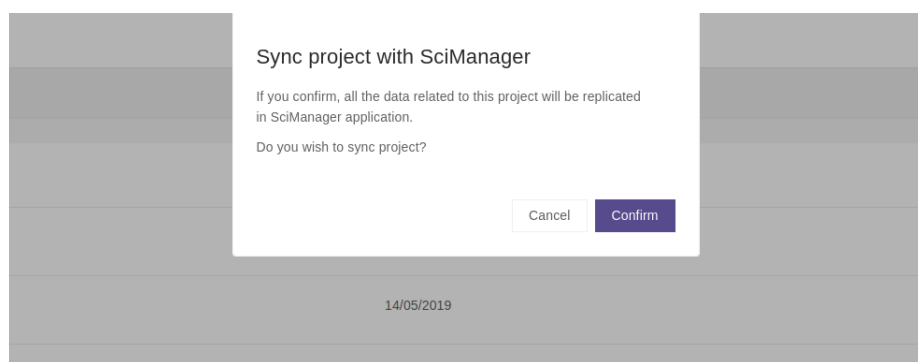 Sync project with SciManager
If you confirm, all the data related to this project will be replicated
in SciManager application.
Do you wish to sync project?
Cancel
Confirm
14/05/2019